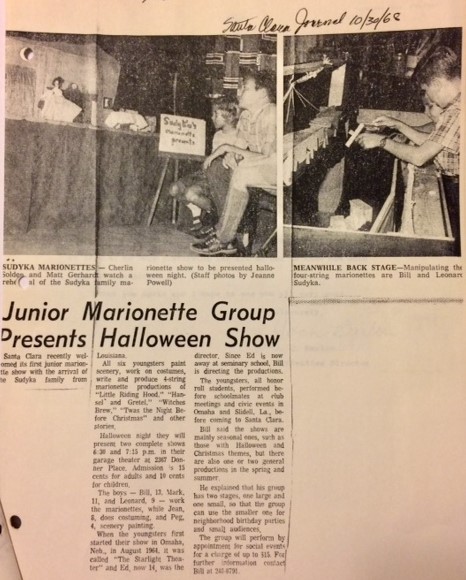 Santa Clara Journal 10/30/68
Sudyka's
Marionette
presents
SUDYKA MARIONETTES — Cherlin
Golden and Matt Gerhardt watch a
of the Sudyka family ma-
rionette show to be presented hallo-
ween night. (Staff photos by Jeanne
Powell)
MEANWHILE BACK STAGE—Manipulating the
four-string marionettes are Bill and Leonard
Sudyka.
Junior Marionette Group
Presents Halloween Show
Santa Clara recently wel-
omed its first junior marion-
tte show with the arrival of
he Sudyka family from
Louisiana.
All six youngsters paint
scenery, work on costumes,
write and produce 4-string
marionette productions of
"Little Riding Hood," "Han-
sel and Gretel," "Witches
Brew," "Twas the Night Be-
fore Christmas" and other
stories.
Halloween night they will
present two complete shows
6:30 and 7:15 p.m. in their
garage theater at 2367 Den-
ner Place. Admission is 15
cents for adults and 10 cents
for children.
The boys — Bill, 13, Mark,
11, and Leonard, 9 — work
the marionettes, while Jean,
8, does costuming, and Peg,
4, scenery painting.
When the youngsters first
started their show in Omaha,
Neb., in August 1964, it was
called "The Starlight Thea-
ter" and Ed, now 14, was the
director. Since Ed is now
away at seminary school, Bill
is directing the productions.
The youngsters, all honor
roll students, performed be-
fore schoolmates at club
meetings and civic events in
Omaha and Slidell, La., be-
fore coming to Santa Clara.
Bill said the shows are
mainly seasonal ones, such as
those with Halloween and
Christmas themes, but there
are also one or two general
productions in the spring and
summer.
He explained that his group
has two stages, one large and
one small, so that the group
can use the smaller one for
neighborhood birthday parties
and small audiences.
The group will perform by
appointment for social events
for a charge of up to $15. For
further information contact
Bill at